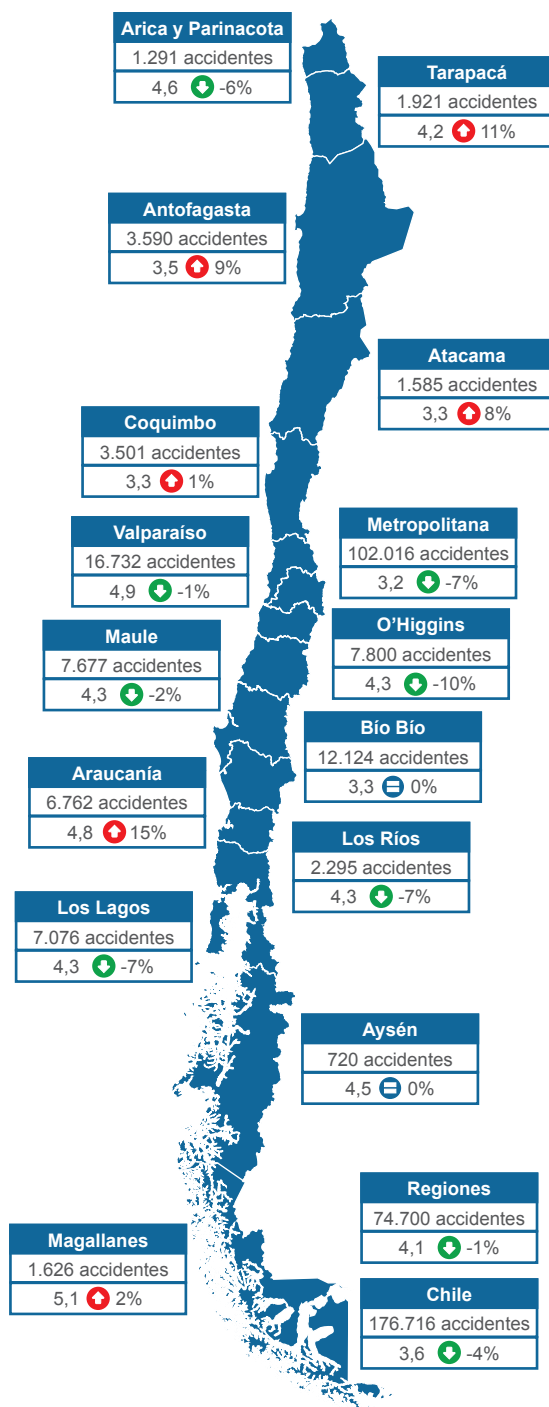 Arica y Parinacota
1.291 accidentes
4,6 -6%
Tarapacá
1.921 accidentes
4,2 11%
Antofagasta
3.590 accidentes
3,5 9%
Atacama
1.585 accidentes
3,3 8%
Coquimbo
3.501 accidentes
3,3 1%
Valparaíso
16.732 accidentes
4,9 -1%
Metropolitana
102.016 accidentes
3,2 -7%
Maule
7.677 accidentes
4,3 -2%
O’Higgins
7.800 accidentes
4,3 -10%
Bío Bío
12.124 accidentes
3,3 = 0%
Araucanía
6.762 accidentes
4,8 15%
Los Ríos
2.295 accidentes
4,3 -7%
Los Lagos
7.076 accidentes
4,3 -7%
Aysén
720 accidentes
4,5 = 0%
Regiones
74.700 accidentes
4,1 -1%
Magallanes
1.626 accidentes
5,1 2%
Chile
176.716 accidentes
3,6 -4%